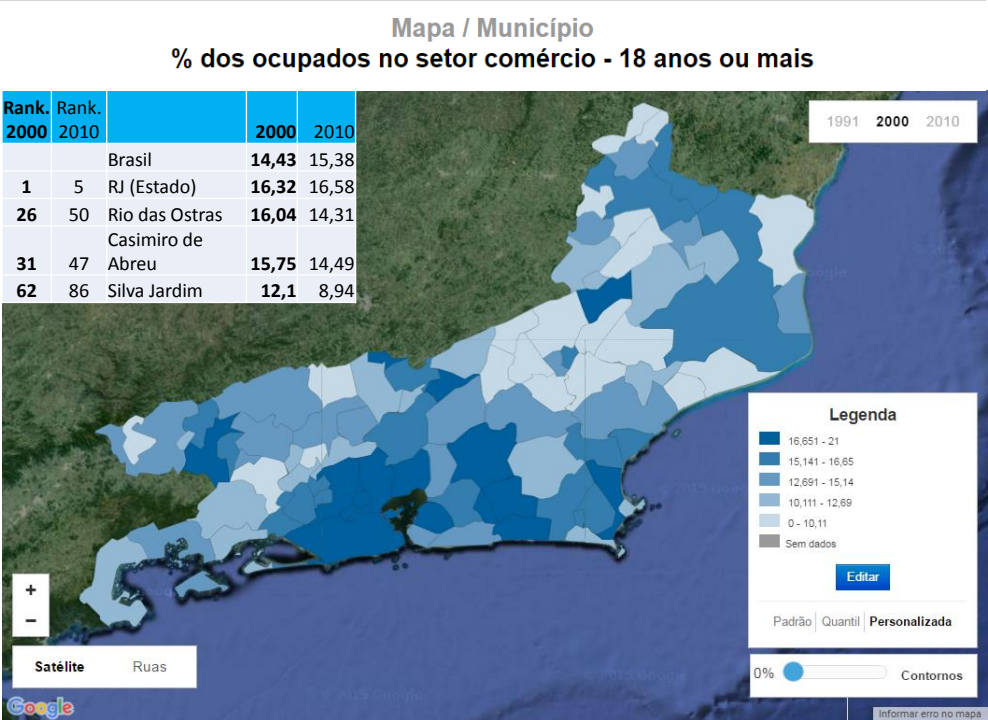 Mapa / Município
% dos ocupados no setor comércio - 18 anos ou mais
Rank. 2000 Rank. 2010 2000 2010
Brasil 14,43 15,38
1 5 RJ (Estado) 16,32 16,58
26 50 Rio das Ostras 16,04 14,31
31 47 Casimiro de Abreu 15,75 14,49
62 86 Silva Jardim 12,1 8,94
1991 2000 2010
Legenda
16,651 - 21
15,141 - 16,65
12,691 - 15,14
10,111 - 12,69
0 - 10,11
Sem dados
Editar
Padrão Quantil Personalizada
0% Contornos
+
−
Satélite Ruas
Google
Informar erro no mapa